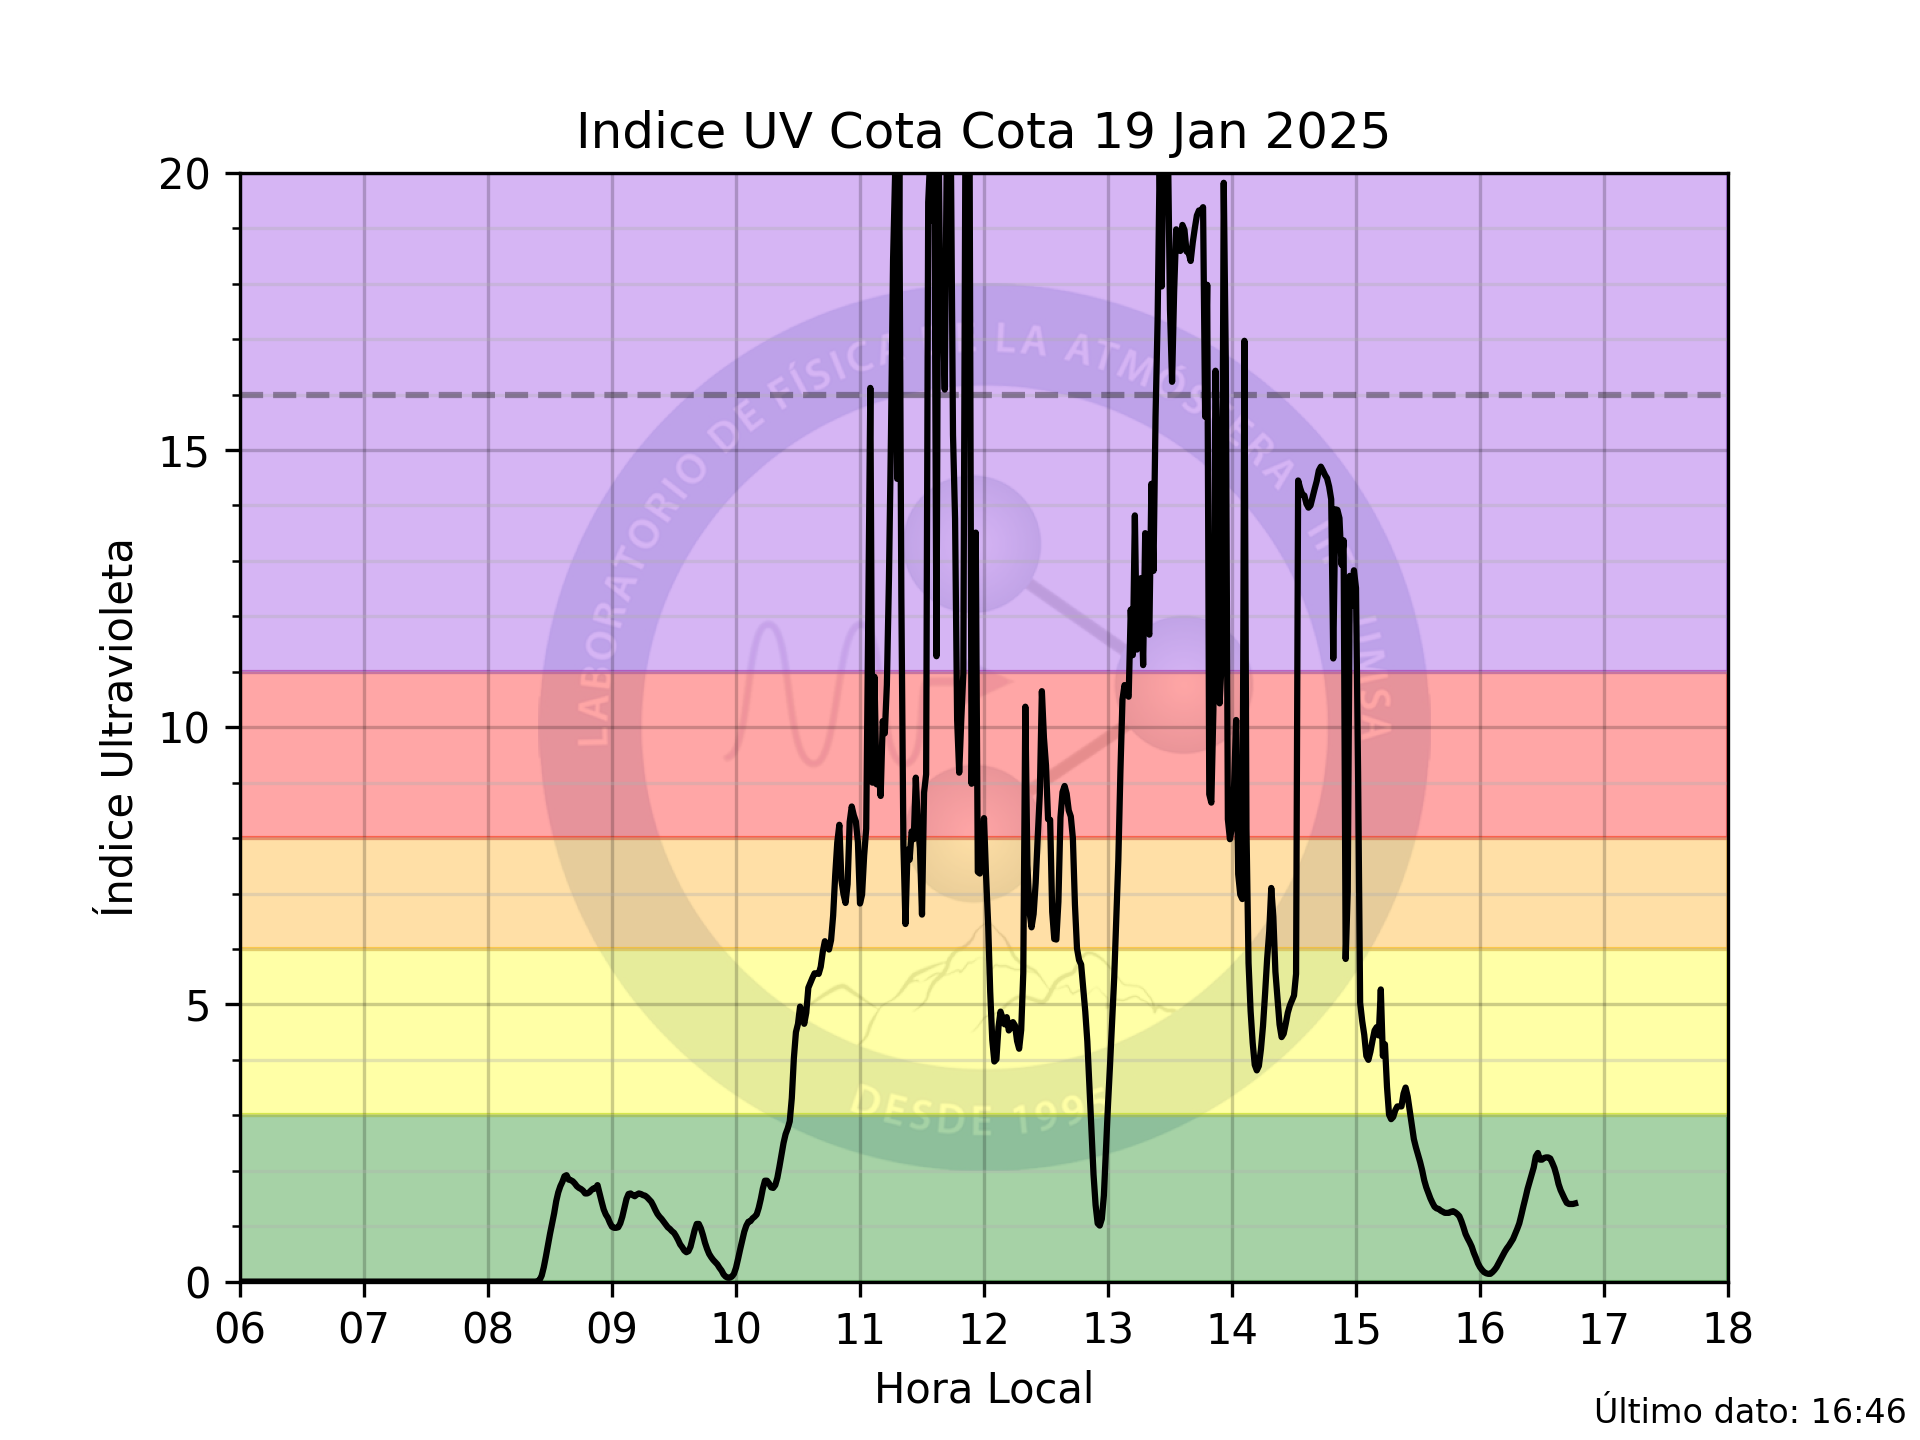 Indice UV Cota Cota 19 Jan 2025
20
15
10
5
0
Índice Ultravioleta
LABORATORIO DE FÍSICA LA ATMÓSFERA UMSA
DESDE 1995
06 07 08 09 10 11 12 13 14 15 16 17 18
Hora Local
Último dato: 16:46